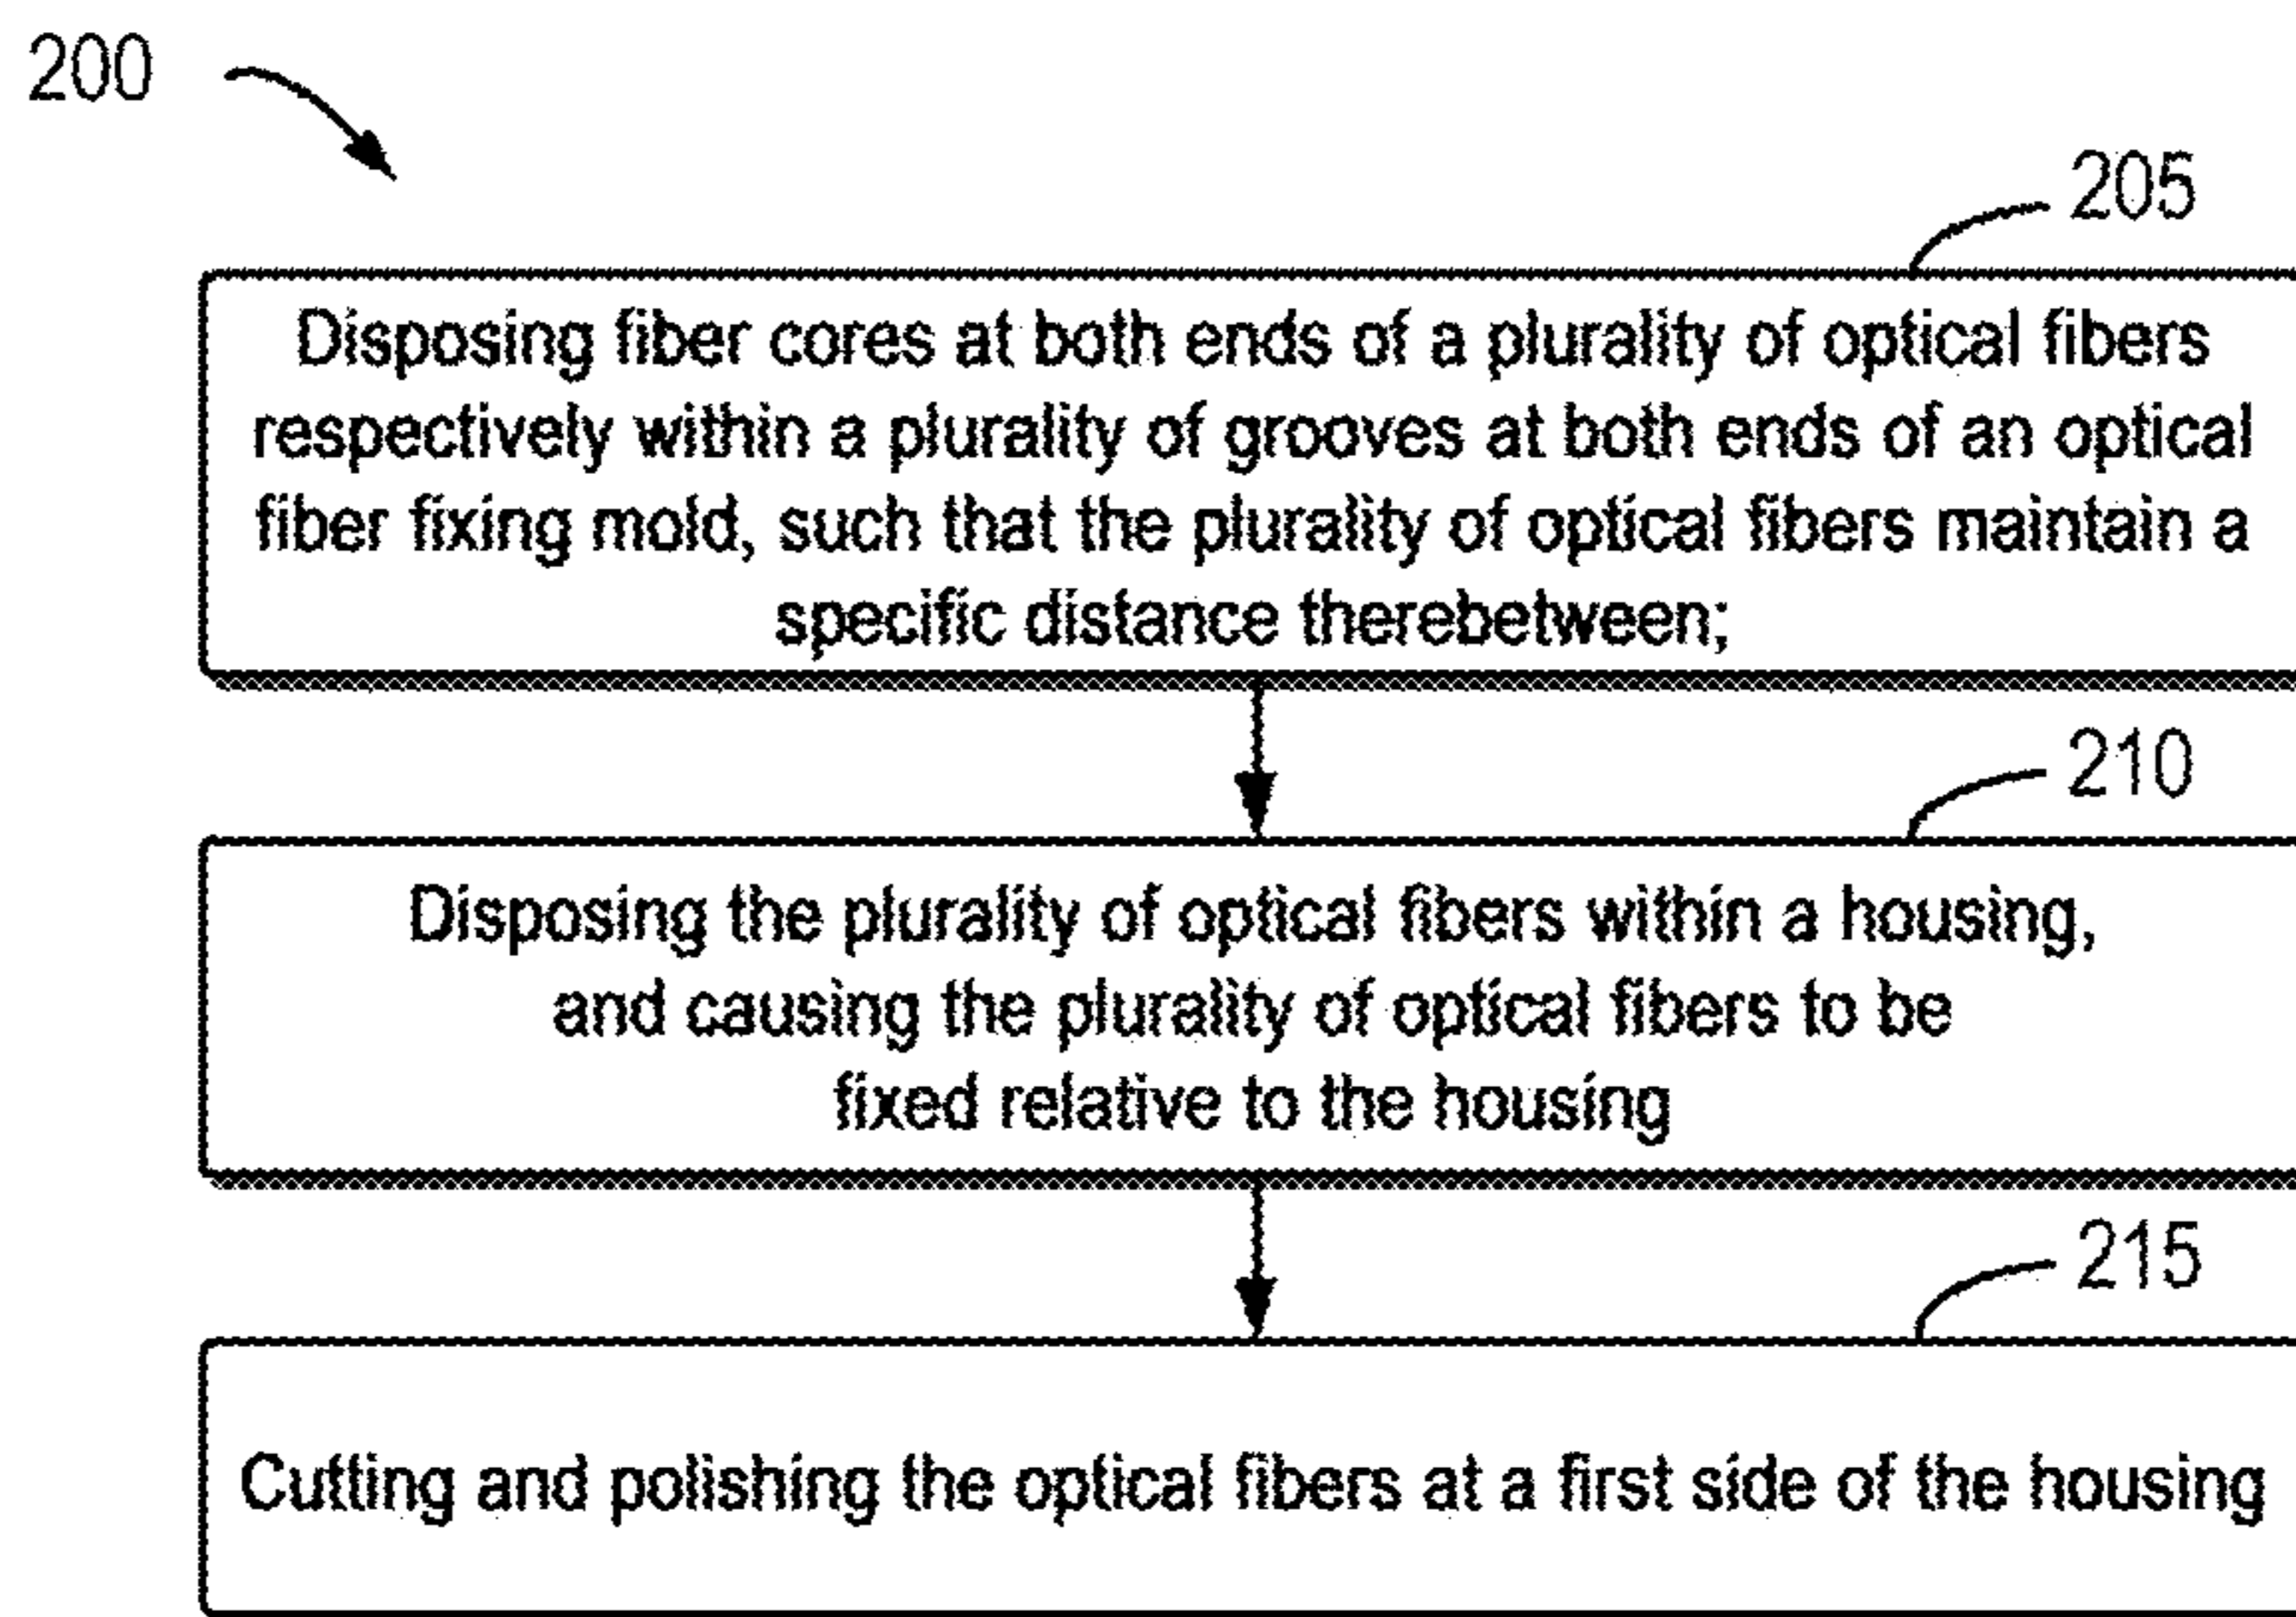 200
205
Disposing fiber cores at both ends of a plurality of optical fibers
respectively within a plurality of grooves at both ends of an optical
fiber fixing mold, such that the plurality of optical fibers maintain a
specific distance therebetween;
210
Disposing the plurality of optical fibers within a housing,
and causing the plurality of optical fibers to be
fixed relative to the housing
215
Cutting and polishing the optical fibers at a first side of the housing